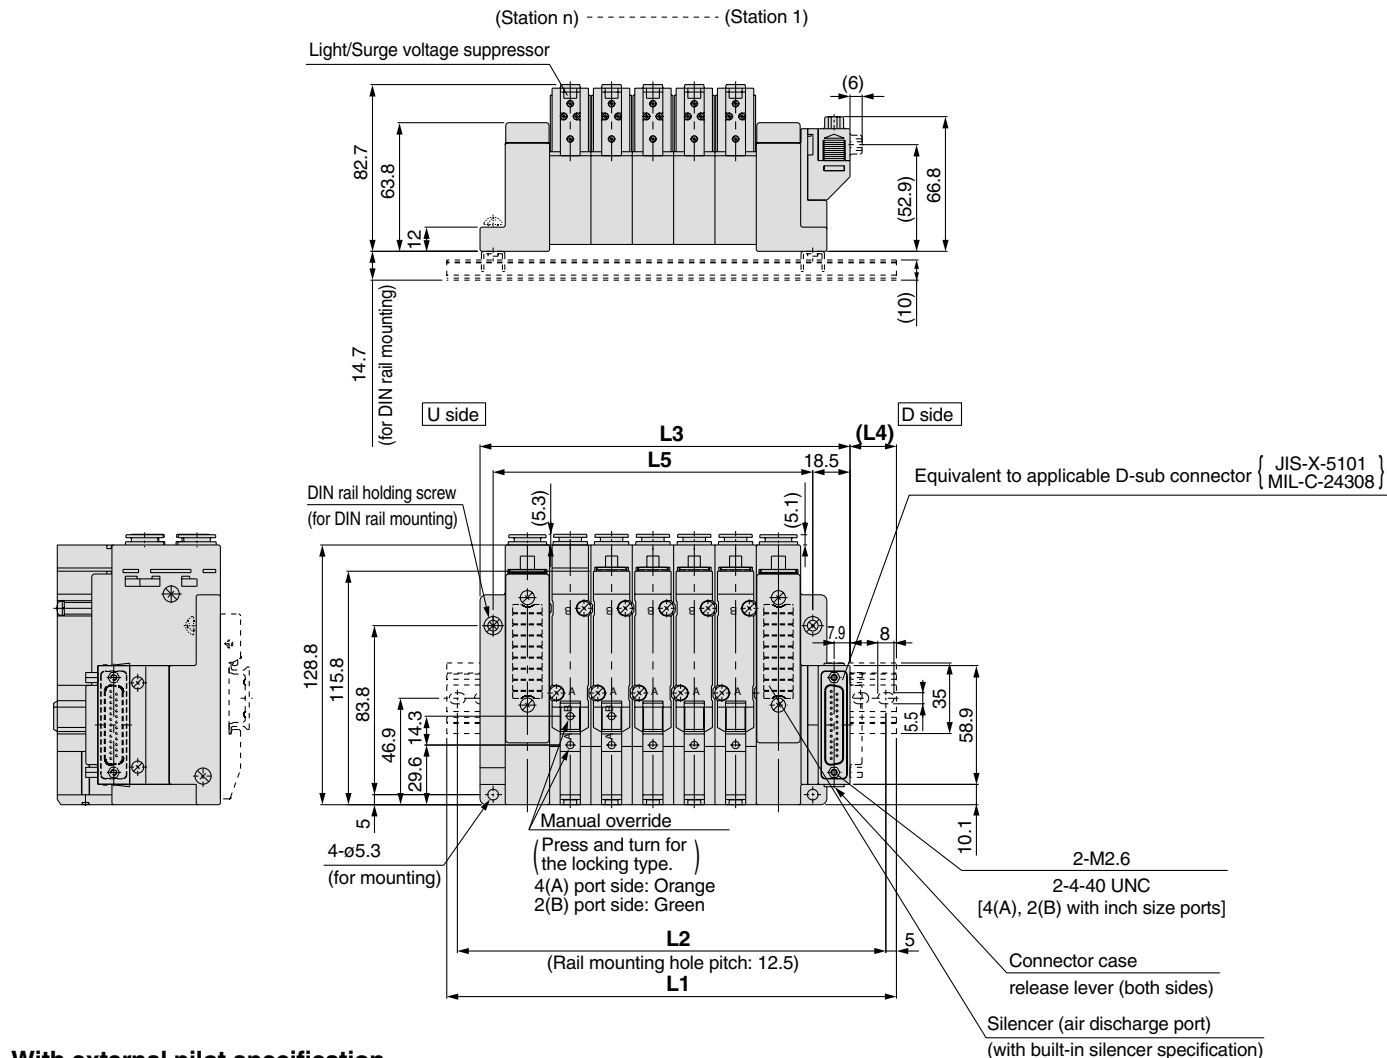 (Station n) ------------- (Station 1)
Light/Surge voltage suppressor
(6)
82.7
63.8
12
(52.9)
66.8
14.7
(for DIN rail mounting)
(10)
U side
D side
L3
(L4)
L5
18.5
Equivalent to applicable D-sub connector { JIS-X-5101
MIL-C-24308 }
DIN rail holding screw
(for DIN rail mounting)
(5.3)
(5.1)
7.9
8
128.8
115.8
83.8
46.9
14.3
29.6
5
35
5.5
58.9
10.1
B B B B B
A A A A A
B B
A A
4-ø5.3
(for mounting)
Manual override
(Press and turn for
the locking type.)
4(A) port side: Orange
2(B) port side: Green
2-M2.6
2-4-40 UNC
[4(A), 2(B) with inch size ports]
L2
5
(Rail mounting hole pitch: 12.5)
L1
Connector case
release lever (both sides)
Silencer (air discharge port)
(with built-in silencer specification)
With external pilot specification